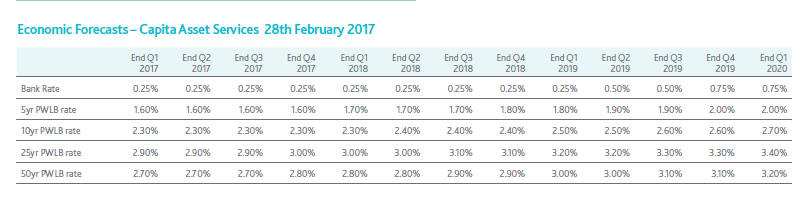 Economic Forecasts – Capita Asset Services 28th February 2017
End Q1 End Q2 End Q3 End Q4 End Q1 End Q2 End Q3 End Q4 End Q1 End Q2 End Q3 End Q4 End Q1
2017 2017 2017 2017 2018 2018 2018 2018 2019 2019 2019 2019 2020
Bank Rate 0.25% 0.25% 0.25% 0.25% 0.25% 0.25% 0.25% 0.25% 0.25% 0.50% 0.50% 0.75% 0.75%
5yr PWLB rate 1.60% 1.60% 1.60% 1.60% 1.70% 1.70% 1.70% 1.80% 1.80% 1.90% 1.90% 2.00% 2.00%
10yr PWLB rate 2.30% 2.30% 2.30% 2.30% 2.30% 2.40% 2.40% 2.40% 2.50% 2.50% 2.60% 2.60% 2.70%
25yr PWLB rate 2.90% 2.90% 2.90% 3.00% 3.00% 3.00% 3.10% 3.10% 3.20% 3.20% 3.30% 3.30% 3.40%
50yr PWLB rate 2.70% 2.70% 2.70% 2.80% 2.80% 2.80% 2.90% 2.90% 3.00% 3.00% 3.10% 3.10% 3.20%